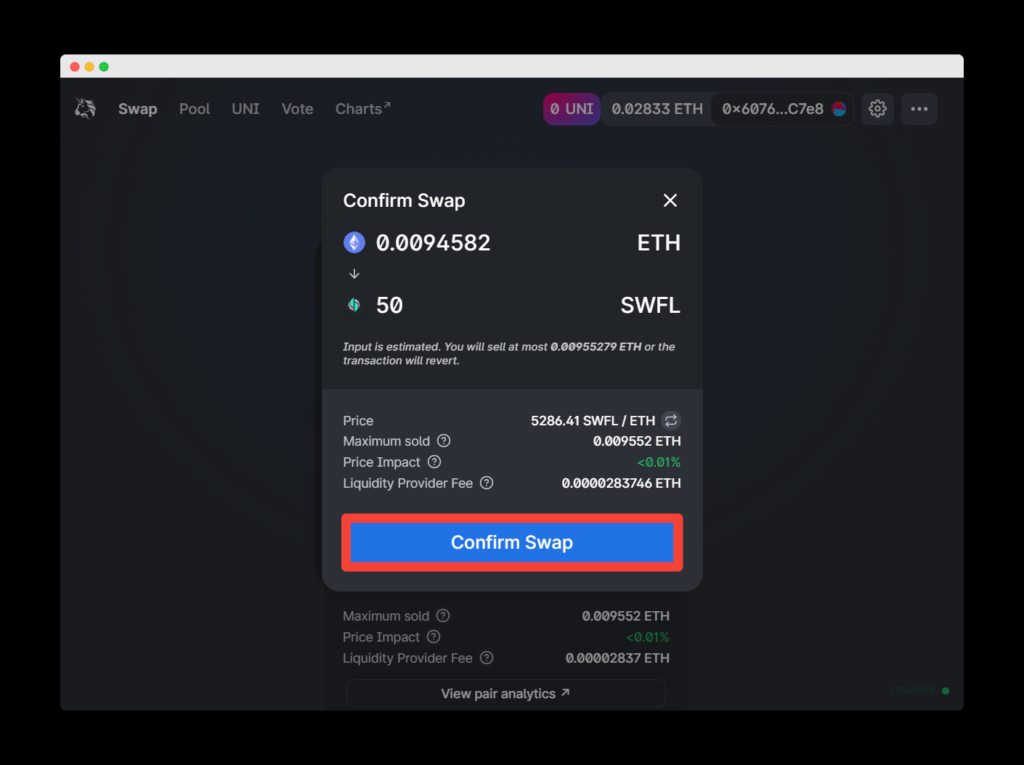 Swap Pool UNI Vote Charts↗ 0 UNI 0.02833 ETH 0x6076...C7e8 ...
Confirm Swap
0.0094582 ETH
50 SWFL
Input is estimated. You will sell at most 0.00955279 ETH or the
transaction will revert.
Price 5286.41 SWFL / ETH
Maximum sold ? 0.009552 ETH
Price Impact ? <0.01%
Liquidity Provider Fee ? 0.0000283746 ETH
Confirm Swap
Maximum sold ? 0.009552 ETH
Price Impact ? <0.01%
Liquidity Provider Fee ? 0.00002837 ETH
View pair analytics ↗